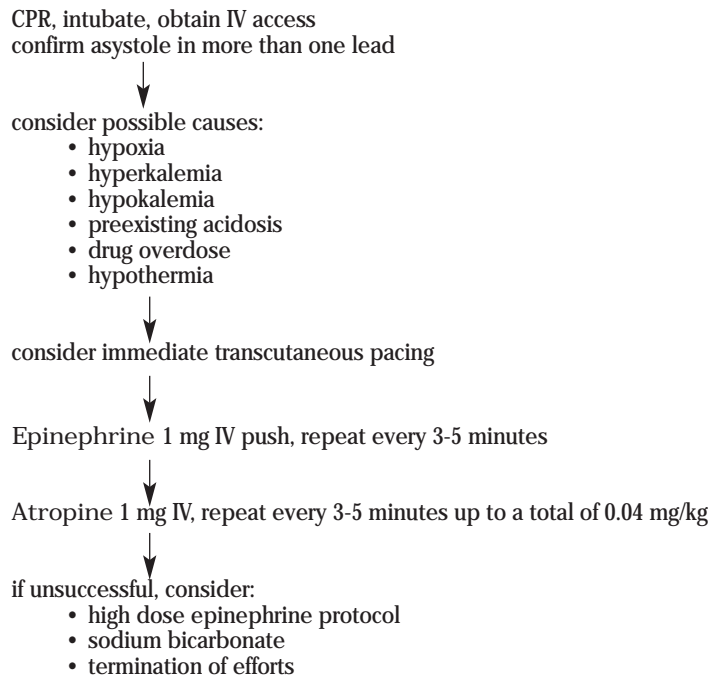 CPR, intubate, obtain IV access
confirm asystole in more than one lead
consider possible causes:
• hypoxia
• hyperkalemia
• hypokalemia
• preexisting acidosis
• drug overdose
• hypothermia
consider immediate transcutaneous pacing
Epinephrine 1 mg IV push, repeat every 3-5 minutes
Atropine 1 mg IV, repeat every 3-5 minutes up to a total of 0.04 mg/kg
if unsuccessful, consider:
• high dose epinephrine protocol
• sodium bicarbonate
• termination of efforts